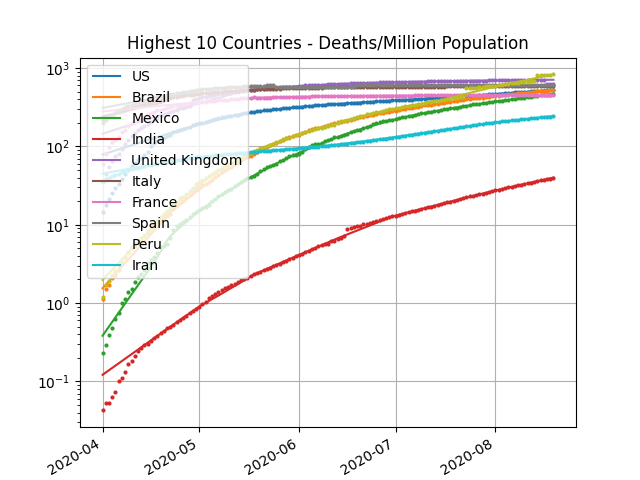 Highest 10 Countries - Deaths/Million Population
10³
10²
10¹
10⁰
10⁻¹
US
Brazil
Mexico
India
United Kingdom
Italy
France
Spain
Peru
Iran
2020-04
2020-05
2020-06
2020-07
2020-08